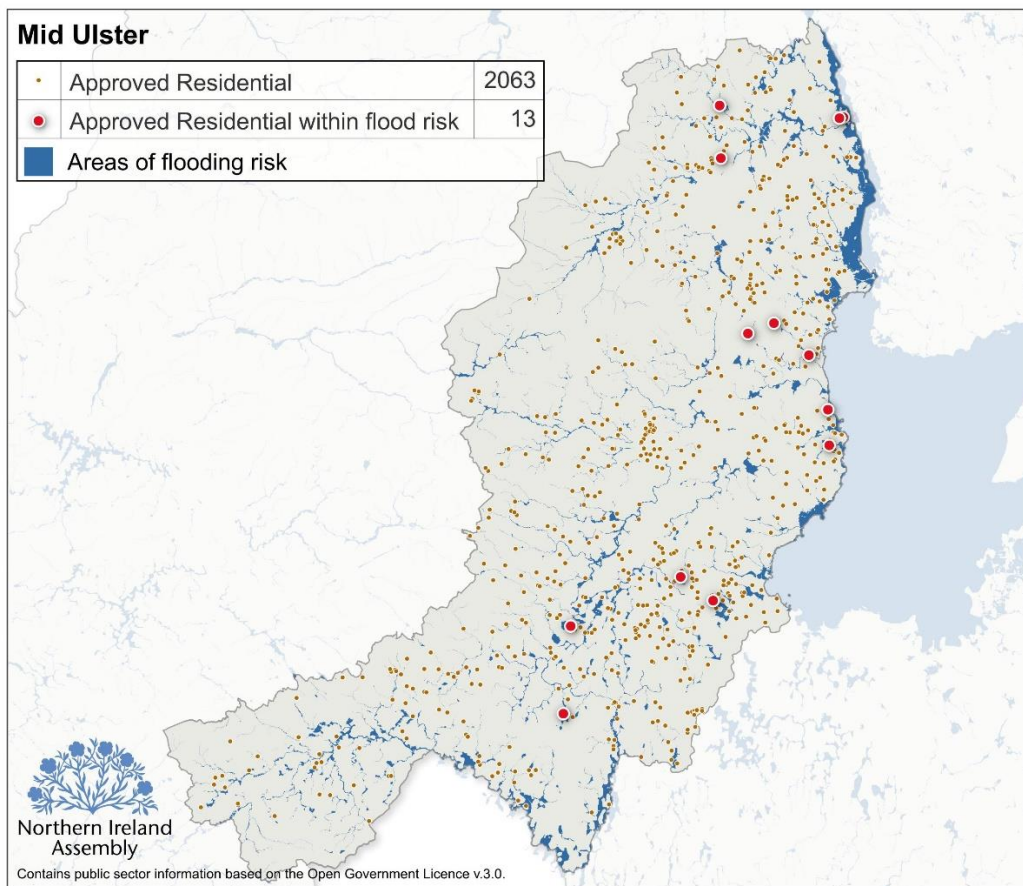 Mid Ulster
Approved Residential 2063
Approved Residential within flood risk 13
Areas of flooding risk
Northern Ireland
Assembly
Contains public sector information based on the Open Government Licence v.3.0.